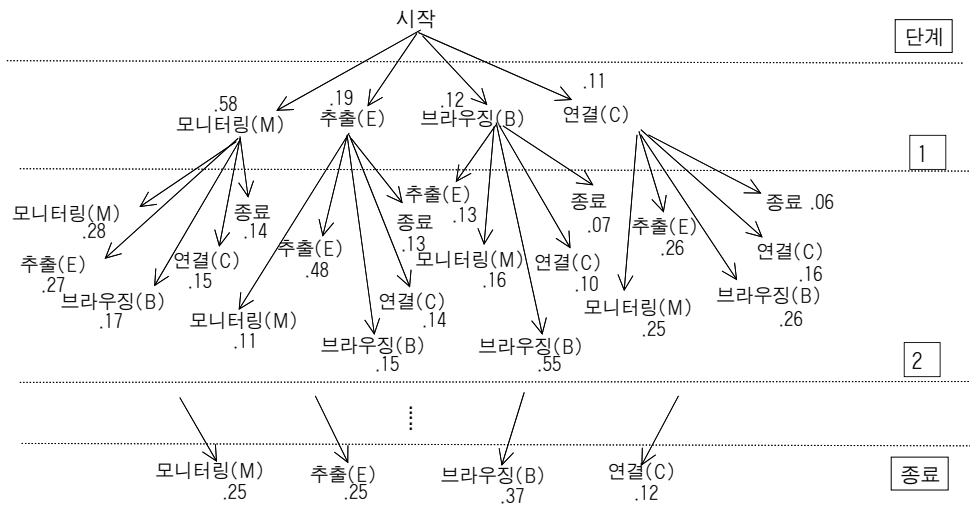 시작
단계
.58
.19
.12
.11
모니터링(M)
추출(E)
브라우징(B)
연결(C)
1
모니터링(M)
.28
추출(E)
.27
브라우징(B)
.17
연결(C)
.15
종료
.14
모니터링(M)
.11
추출(E)
.48
브라우징(B)
.15
연결(C)
.14
종료
.13
추출(E)
.13
모니터링(M)
.16
브라우징(B)
.55
연결(C)
.10
종료
.07
모니터링(M)
.25
추출(E)
.26
브라우징(B)
.26
연결(C)
.16
종료 .06
2
모니터링(M)
.25
추출(E)
.25
브라우징(B)
.37
연결(C)
.12
종료